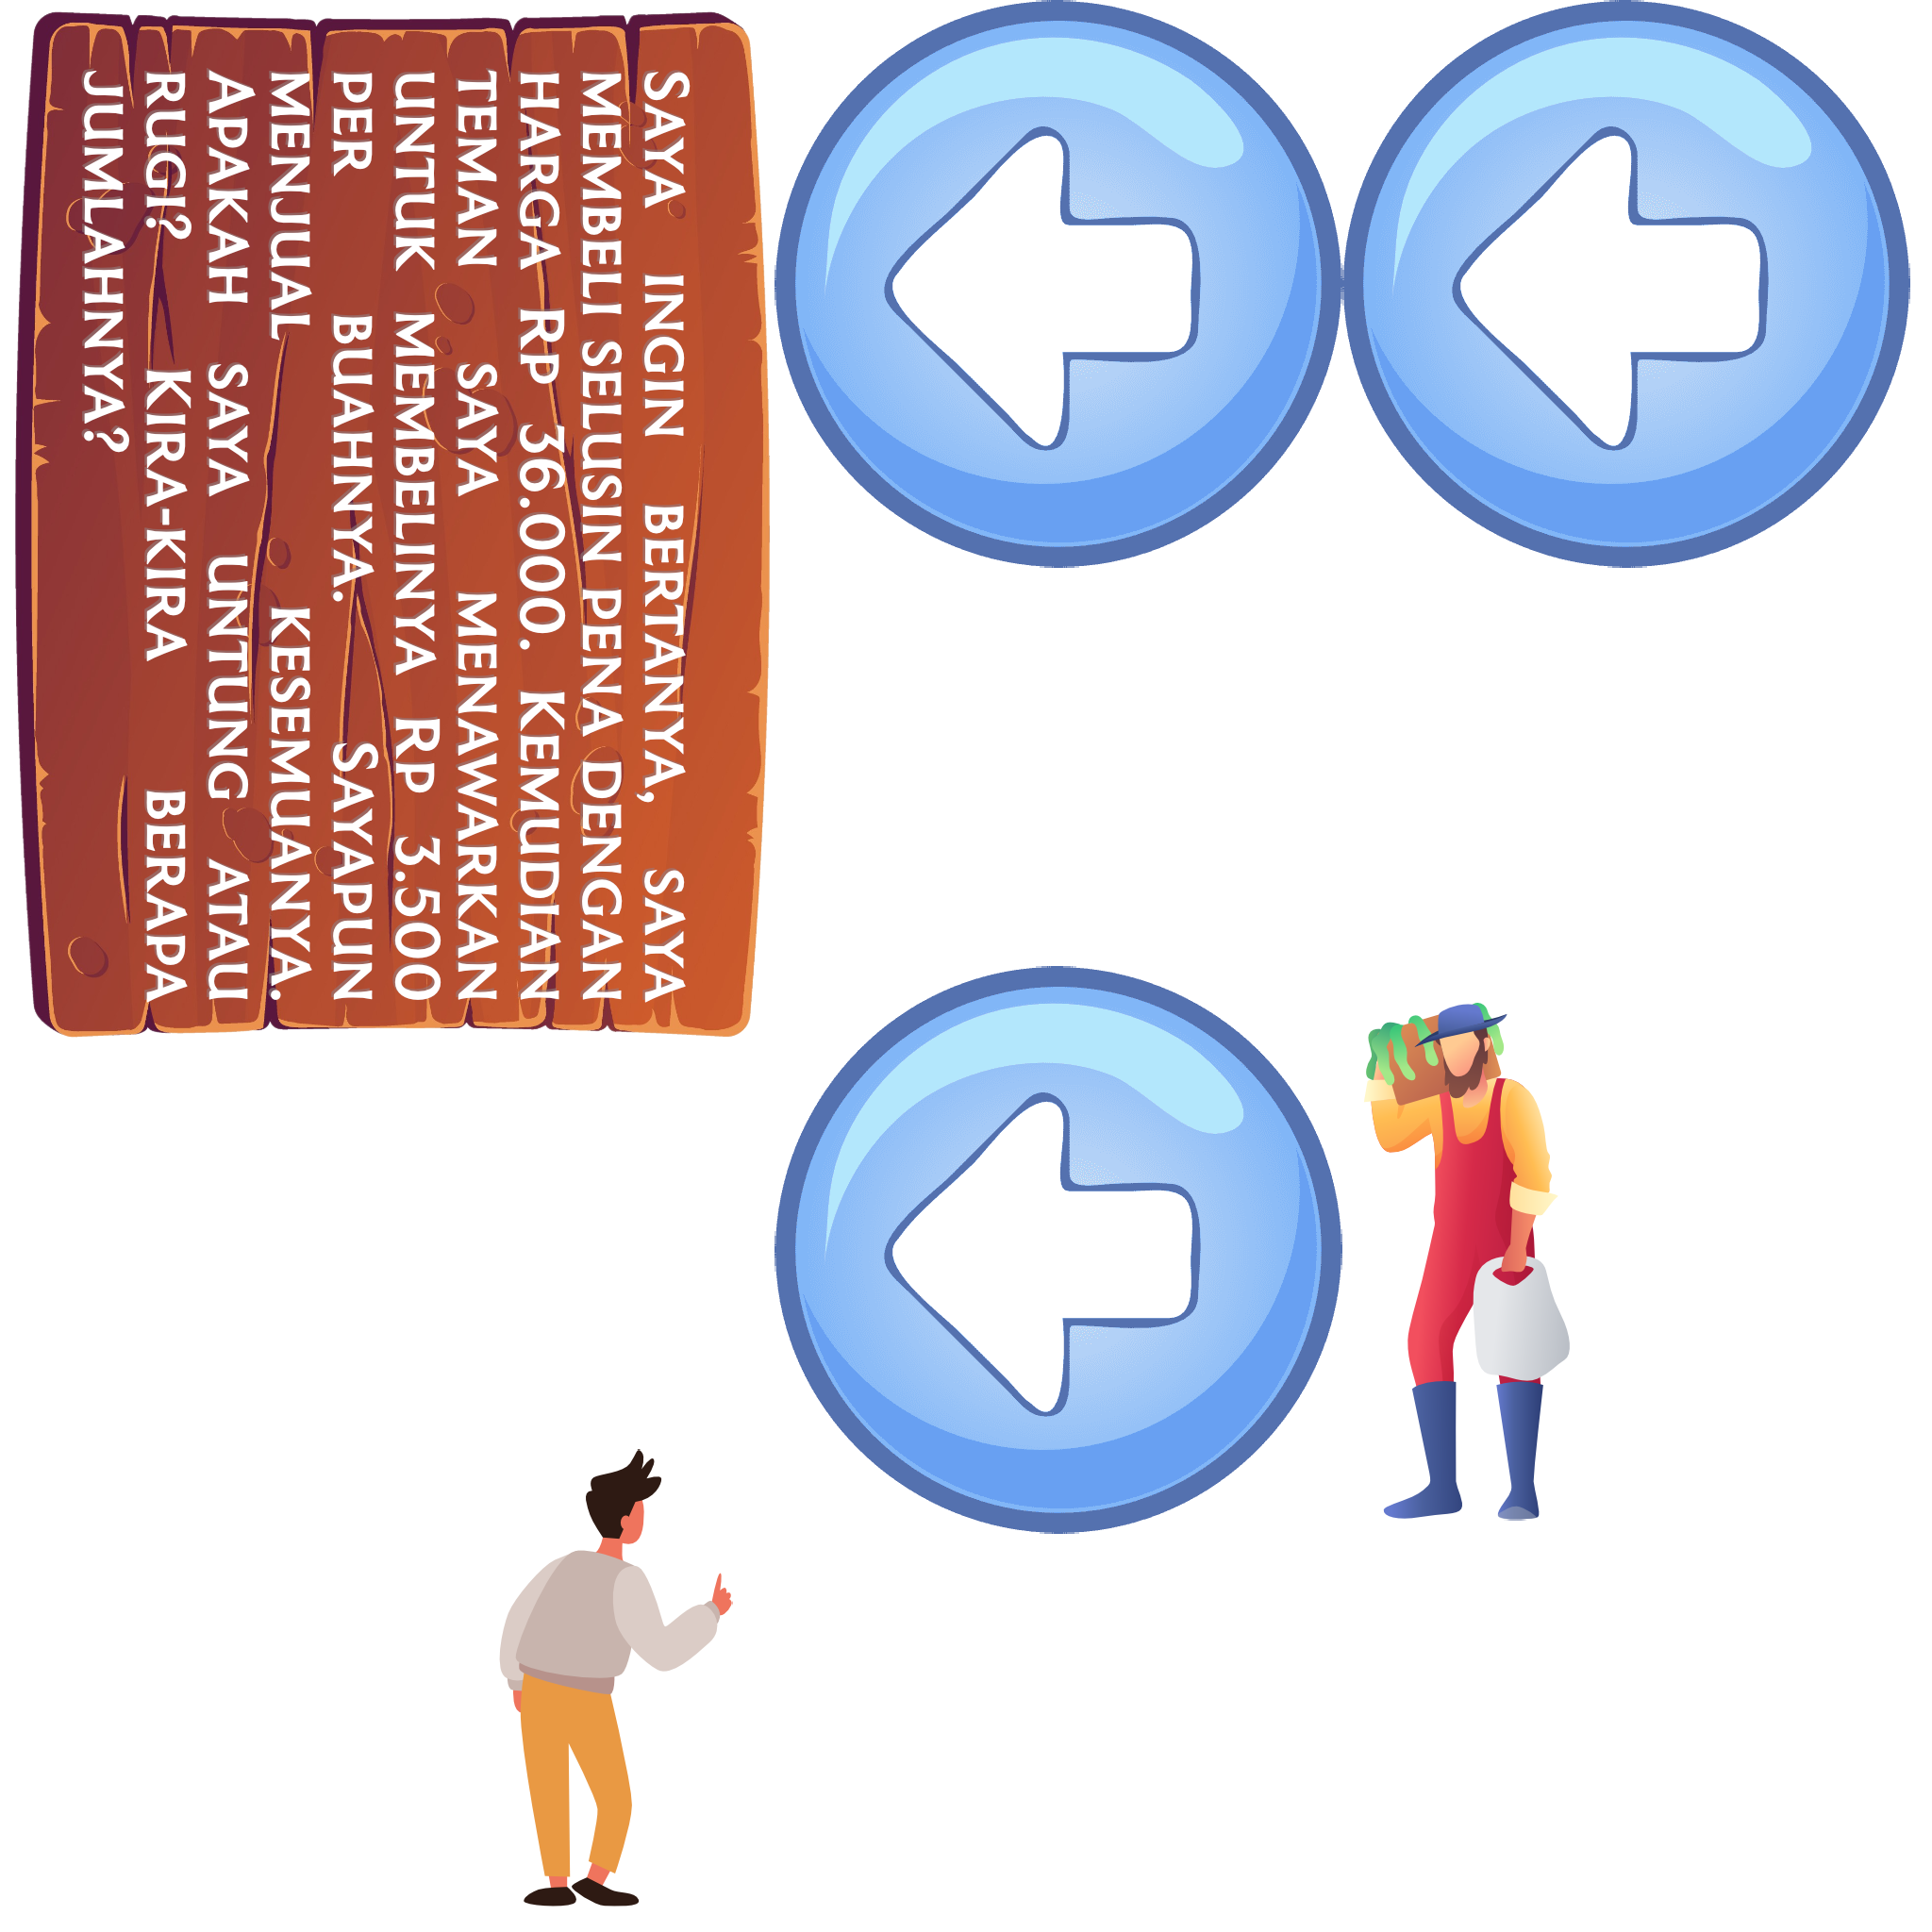 SAYA INGIN BERTANYA, SAYA
MEMBELI SELUSIN PENA DENGAN
HARGA RP 36.000. KEMUDIAN
TEMAN SAYA MENAWARKAN
UNTUK MEMBELINYA RP 3.500
PER BUAHNYA. SAYAPUN
MENJUAL KESEMUANYA.
APAKAH SAYA UNTUNG ATAU
RUGI? KIRA-KIRA BERAPA
JUMLAHNYA?